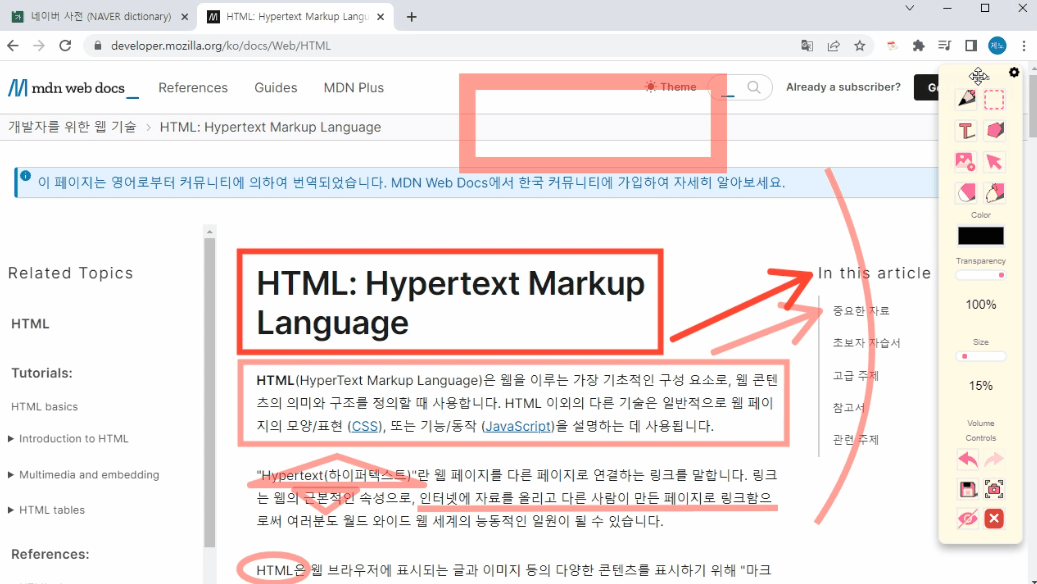 네이버 사전 (NAVER dictionary)
HTML: Hypertext Markup Langu
developer.mozilla.org/ko/docs/Web/HTML
제노
mdn web docs_
References
Guides
MDN Plus
Theme
Already a subscriber?
개발자를 위한 웹 기술 > HTML: Hypertext Markup Language
이 페이지는 영어로부터 커뮤니티에 의하여 번역되었습니다. MDN Web Docs에서 한국 커뮤니티에 가입하여 자세히 알아보세요.
Related Topics
HTML
Tutorials:
HTML basics
Introduction to HTML
Multimedia and embedding
HTML tables
References:
HTML: Hypertext Markup
Language
HTML(HyperText Markup Language)은 웹을 이루는 가장 기초적인 구성 요소로, 웹 콘텐
츠의 의미와 구조를 정의할 때 사용합니다. HTML 이외의 다른 기술은 일반적으로 웹 페이
지의 모양/표현 (CSS), 또는 기능/동작 (JavaScript)을 설명하는 데 사용됩니다.
"Hypertext(하이퍼텍스트)"란 웹 페이지를 다른 페이지로 연결하는 링크를 말합니다. 링크
는 웹의 근본적인 속성으로, 인터넷에 자료를 올리고 다른 사람이 만든 페이지로 링크함으
로써 여러분도 월드 와이드 웹 세계의 능동적인 일원이 될 수 있습니다.
HTML은 웹 브라우저에 표시되는 글과 이미지 등의 다양한 콘텐츠를 표시하기 위해 "마크
In this article
중요한 자료
초보자 자습서
고급 주제
참고서
관련 주제
Color
Transparency
100%
Size
15%
Volume
Controls